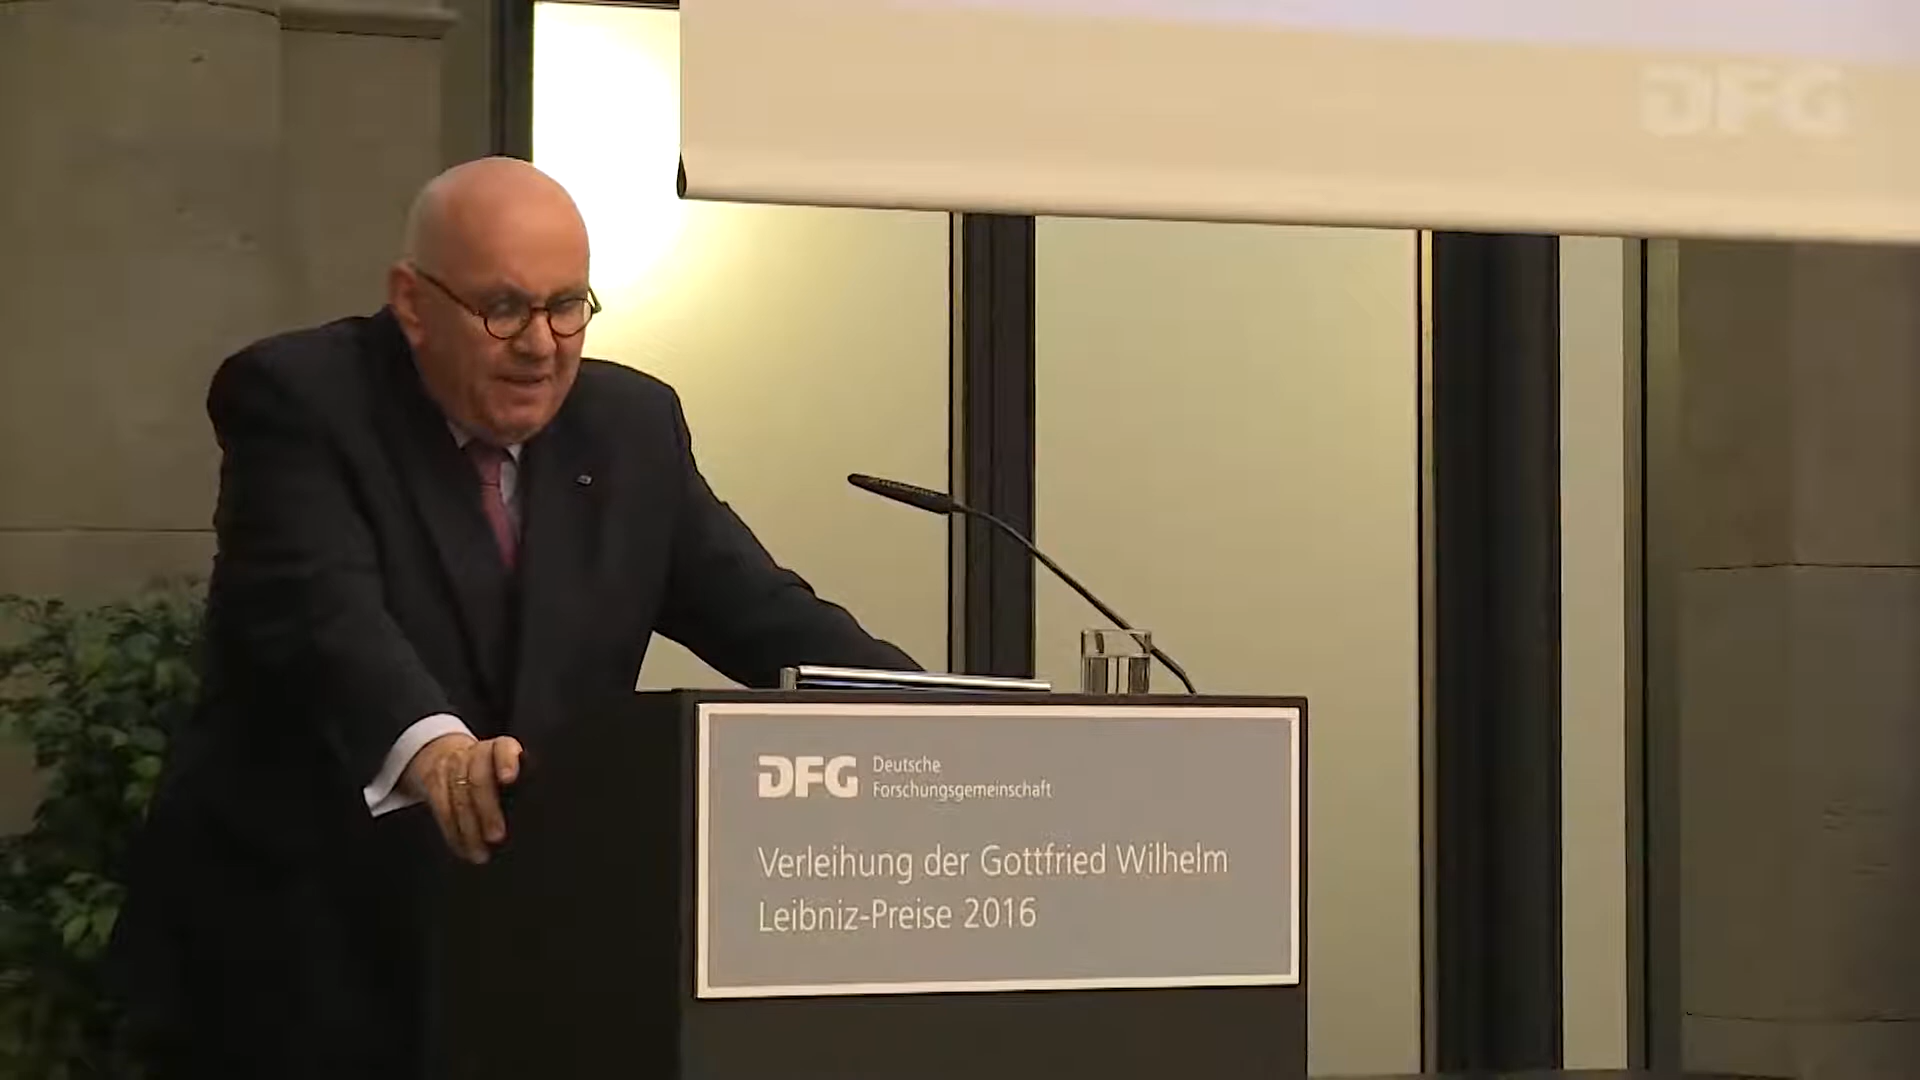 DFG
DFG Deutsche
Forschungsgemeinschaft
Verleihung der Gottfried Wilhelm
Leibniz-Preise 2016